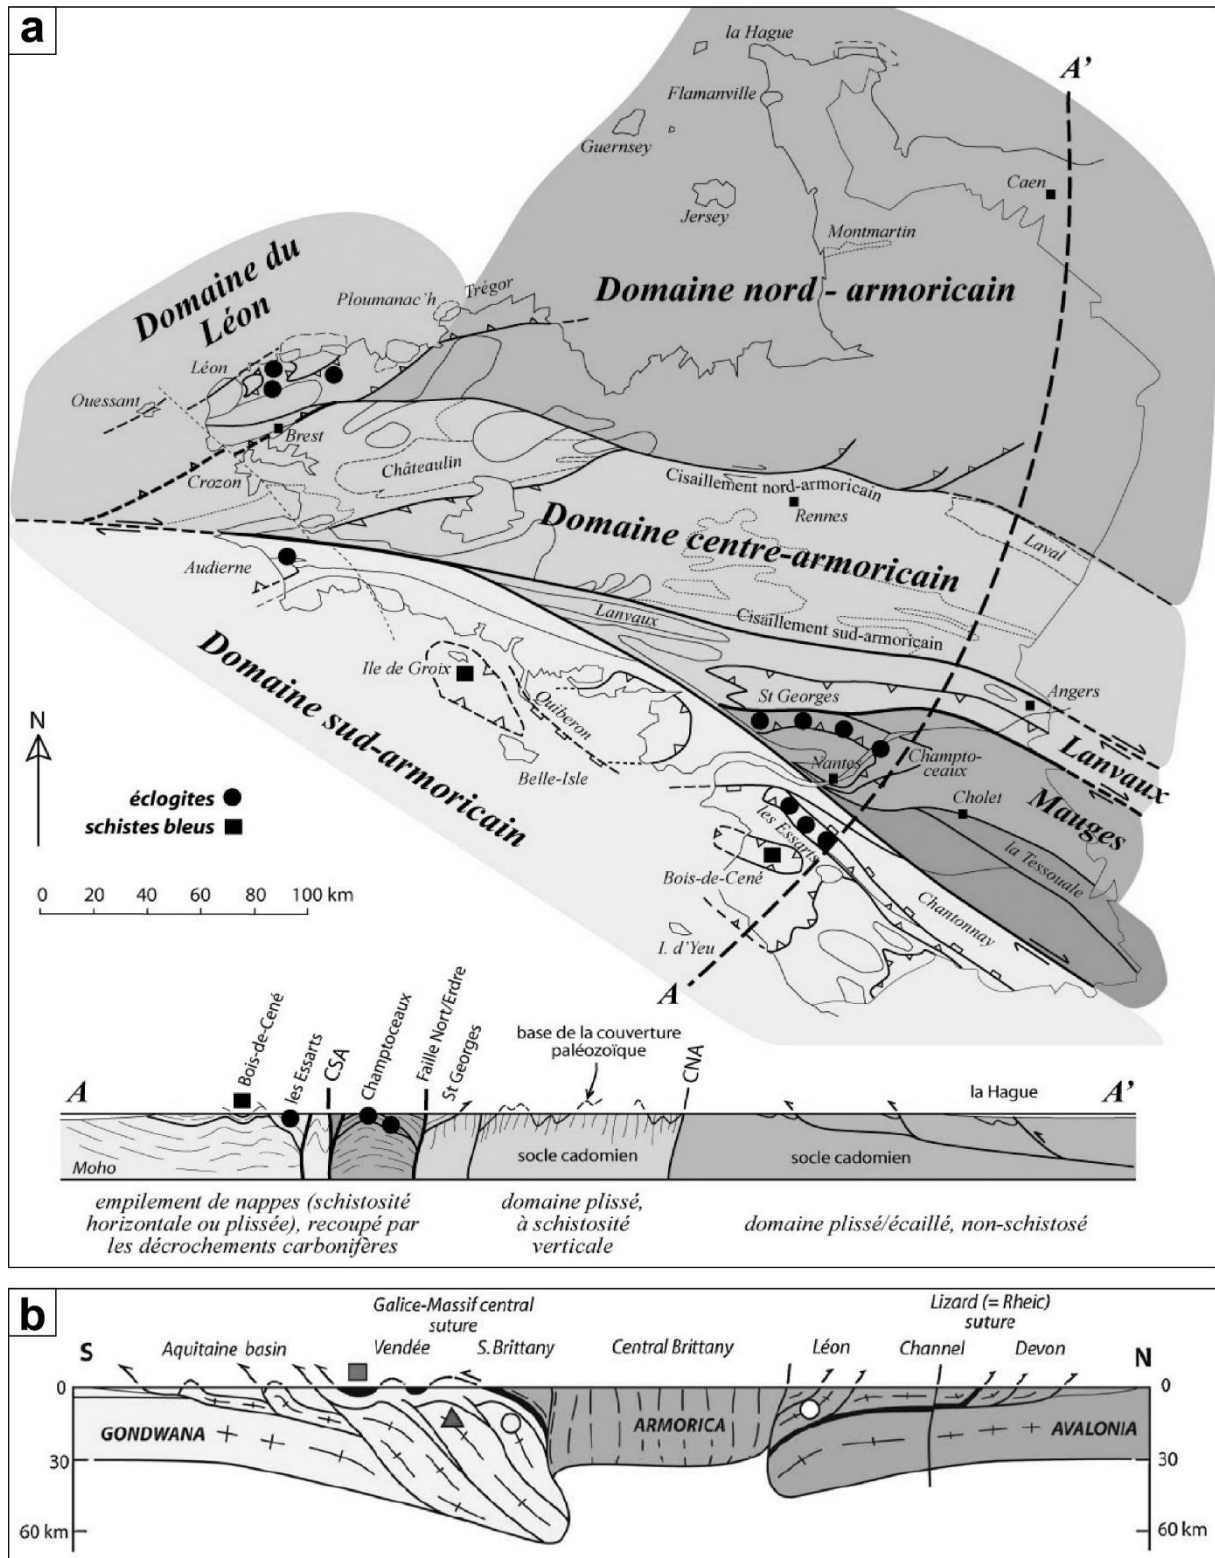 a
la Hague
A'
Flamanville
Guernsey
Caen
Jersey
Montmartin
Domaine nord - armoricain
Domaine du
Léon
Ploumanac'h
Trégor
Léon
Ouessant
Brest
Châteaulin
Crozon
Cisaillement nord-armoricain
Rennes
Domaine centre-armoricain
Laval
Audierne
Lanvaux
Cisaillement sud-armoricain
Domaine sud-armoricain
Ile de Groix
Quiberon
St Georges
Angers
Lanvaux
N
Belle-Isle
Nantes
Champto-
ceaux
Cholet
Mauges
éclogites
schistes bleus
les Essarts
la Tessouale
Bois-de-Cené
Chantonnay
0 20 40 60 80 100 km
I. d'Yeu
A
Bois-de-Cené
les Essarts
CSA
Champtoceaux
Faille Nort/Erdre
St Georges
base de la couverture
paléozoïque
CNA
A
la Hague
A'
Moho
socle cadomien
socle cadomien
empilement de nappes (schistosité
horizontale ou plissée), recoupé par
les décrochements carbonifères
domaine plissé,
à schistosité
verticale
domaine plissé/écaillé, non-schistosé
b
Galice-Massif central
suture
Lizard (= Rheic)
suture
S
Aquitaine basin
Vendée
S. Brittany
Central Brittany
Léon
Channel
Devon
N
0
0
GONDWANA
ARMORICA
AVALONIA
30
30
60 km
60 km